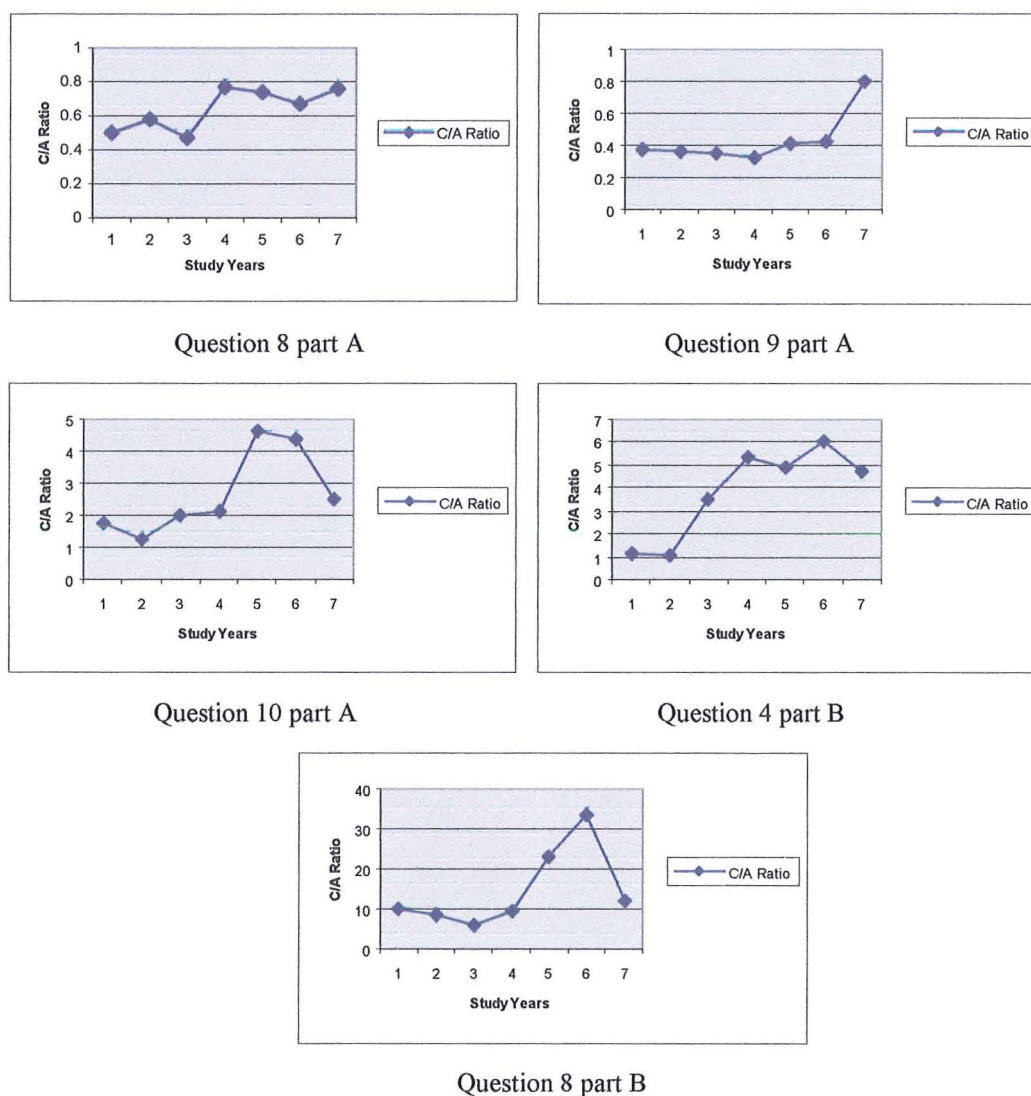 1
0.8
0.6
0.4
0.2
0
C/A Ratio
1 2 3 4 5 6 7
Study Years
C/A Ratio
Question 8 part A
1
0.8
0.6
0.4
0.2
0
C/A Ratio
1 2 3 4 5 6 7
Study Years
C/A Ratio
Question 9 part A
5
4
3
2
1
0
C/A Ratio
1 2 3 4 5 6 7
Study Years
C/A Ratio
Question 10 part A
7
6
5
4
3
2
1
0
C/A Ratio
1 2 3 4 5 6 7
Study Years
C/A Ratio
Question 4 part B
40
30
20
10
0
C/A Ratio
1 2 3 4 5 6 7
Study Years
C/A Ratio
Question 8 part B